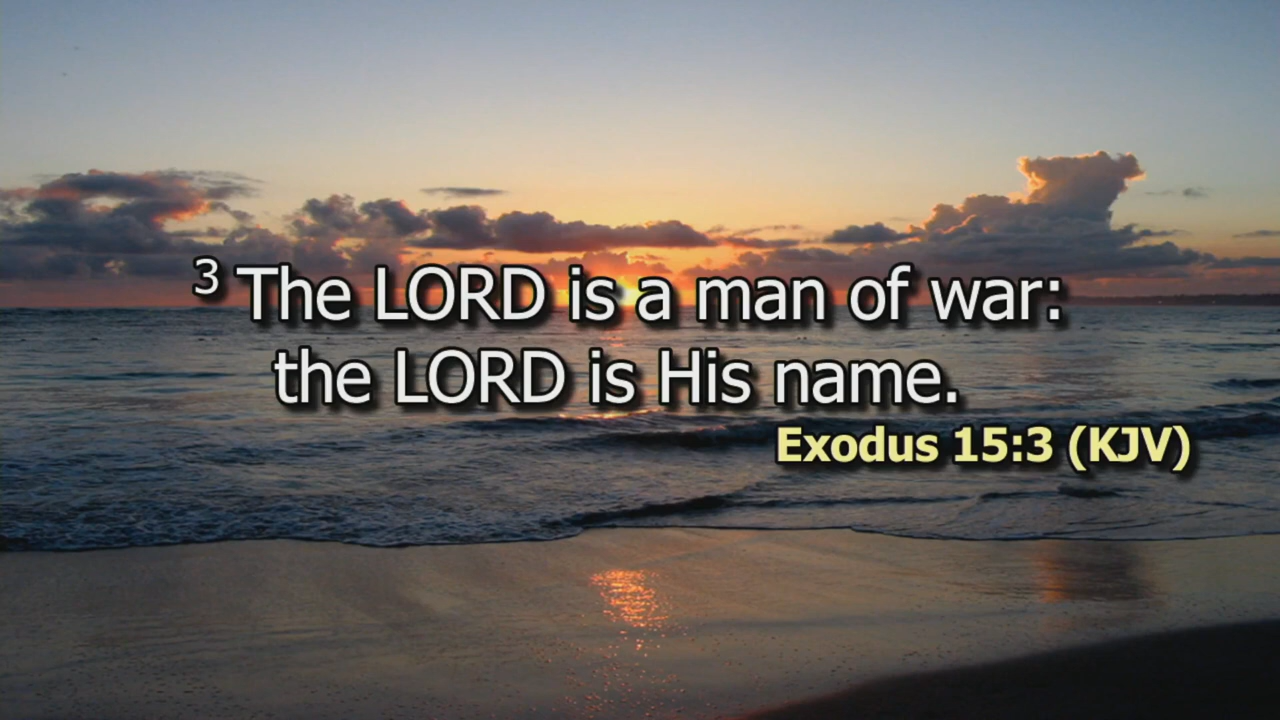 3 The LORD is a man of war:
the LORD is His name.
Exodus 15:3 (KJV)